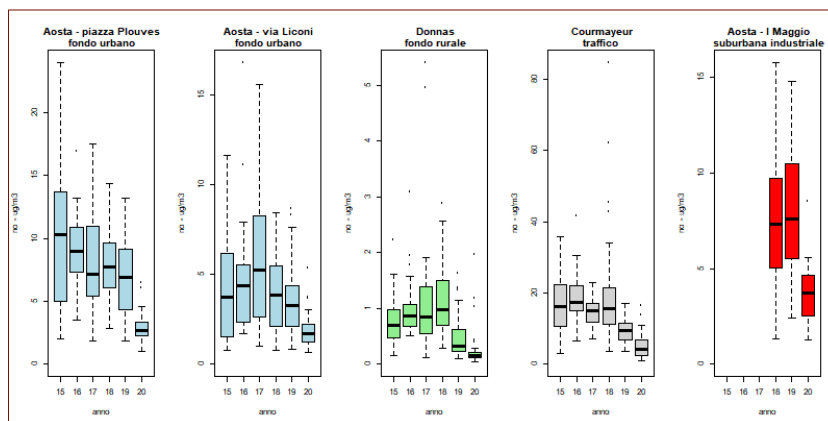 Aosta - piazza Plouves
fondo urbano
no - ug/m3
0
5
10
15
20
15 16 17 18 19 20
anno
Aosta - via Liconi
fondo urbano
no - ug/m3
0
5
10
15
15 16 17 18 19 20
anno
Donnas
fondo rurale
no - ug/m3
0
1
2
3
4
5
15 16 17 18 19 20
anno
Courmayeur
traffico
no - ug/m3
0
20
40
60
80
15 16 17 18 19 20
anno
Aosta - I Maggio
suburbana industriale
no - ug/m3
0
5
10
15
15 16 17 18 19 20
anno